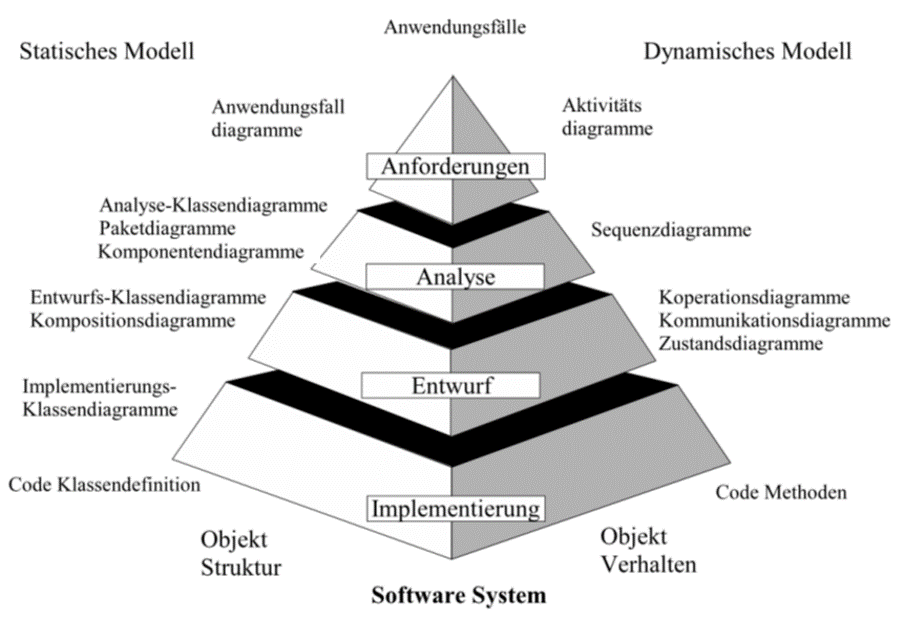 Anwendungsfälle
Statisches Modell
Dynamisches Modell
Anwendungsfall
diagramme
Aktivitäts
diagramme
Anforderungen
Analyse-Klassendiagramme
Paketdiagramme
Komponentendiagramme
Sequenzdiagramme
Analyse
Entwurfs-Klassendiagramme
Kompositionsdiagramme
Koperationsdiagramme
Kommunikationsdiagramme
Zustandsdiagramme
Entwurf
Implementierungs-
Klassendiagramme
Code Klassendefinition
Code Methoden
Implementierung
Objekt
Struktur
Objekt
Verhalten
Software System